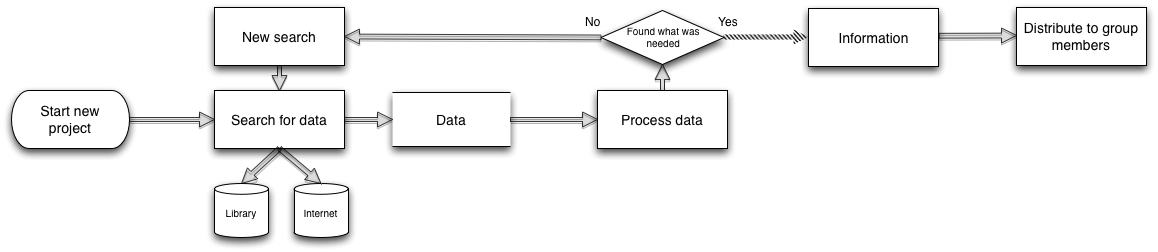 No
Yes
New search
Found what was
needed
Information
Distribute to group
members
Start new
project
Search for data
Data
Process data
Library
Internet